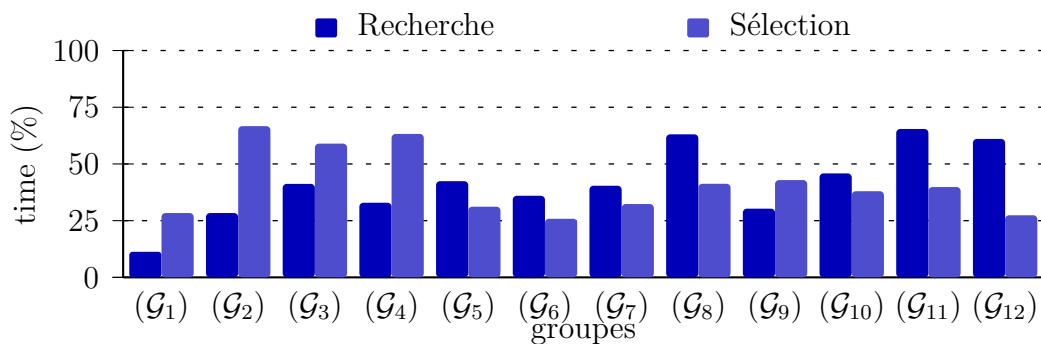 Recherche Sélection
100
75
50
25
0
time (%)
(𝒢₁) (𝒢₂) (𝒢₃) (𝒢₄) (𝒢₅) (𝒢₆) (𝒢₇) (𝒢₈) (𝒢₉) (𝒢₁₀) (𝒢₁₁) (𝒢₁₂)
groupes